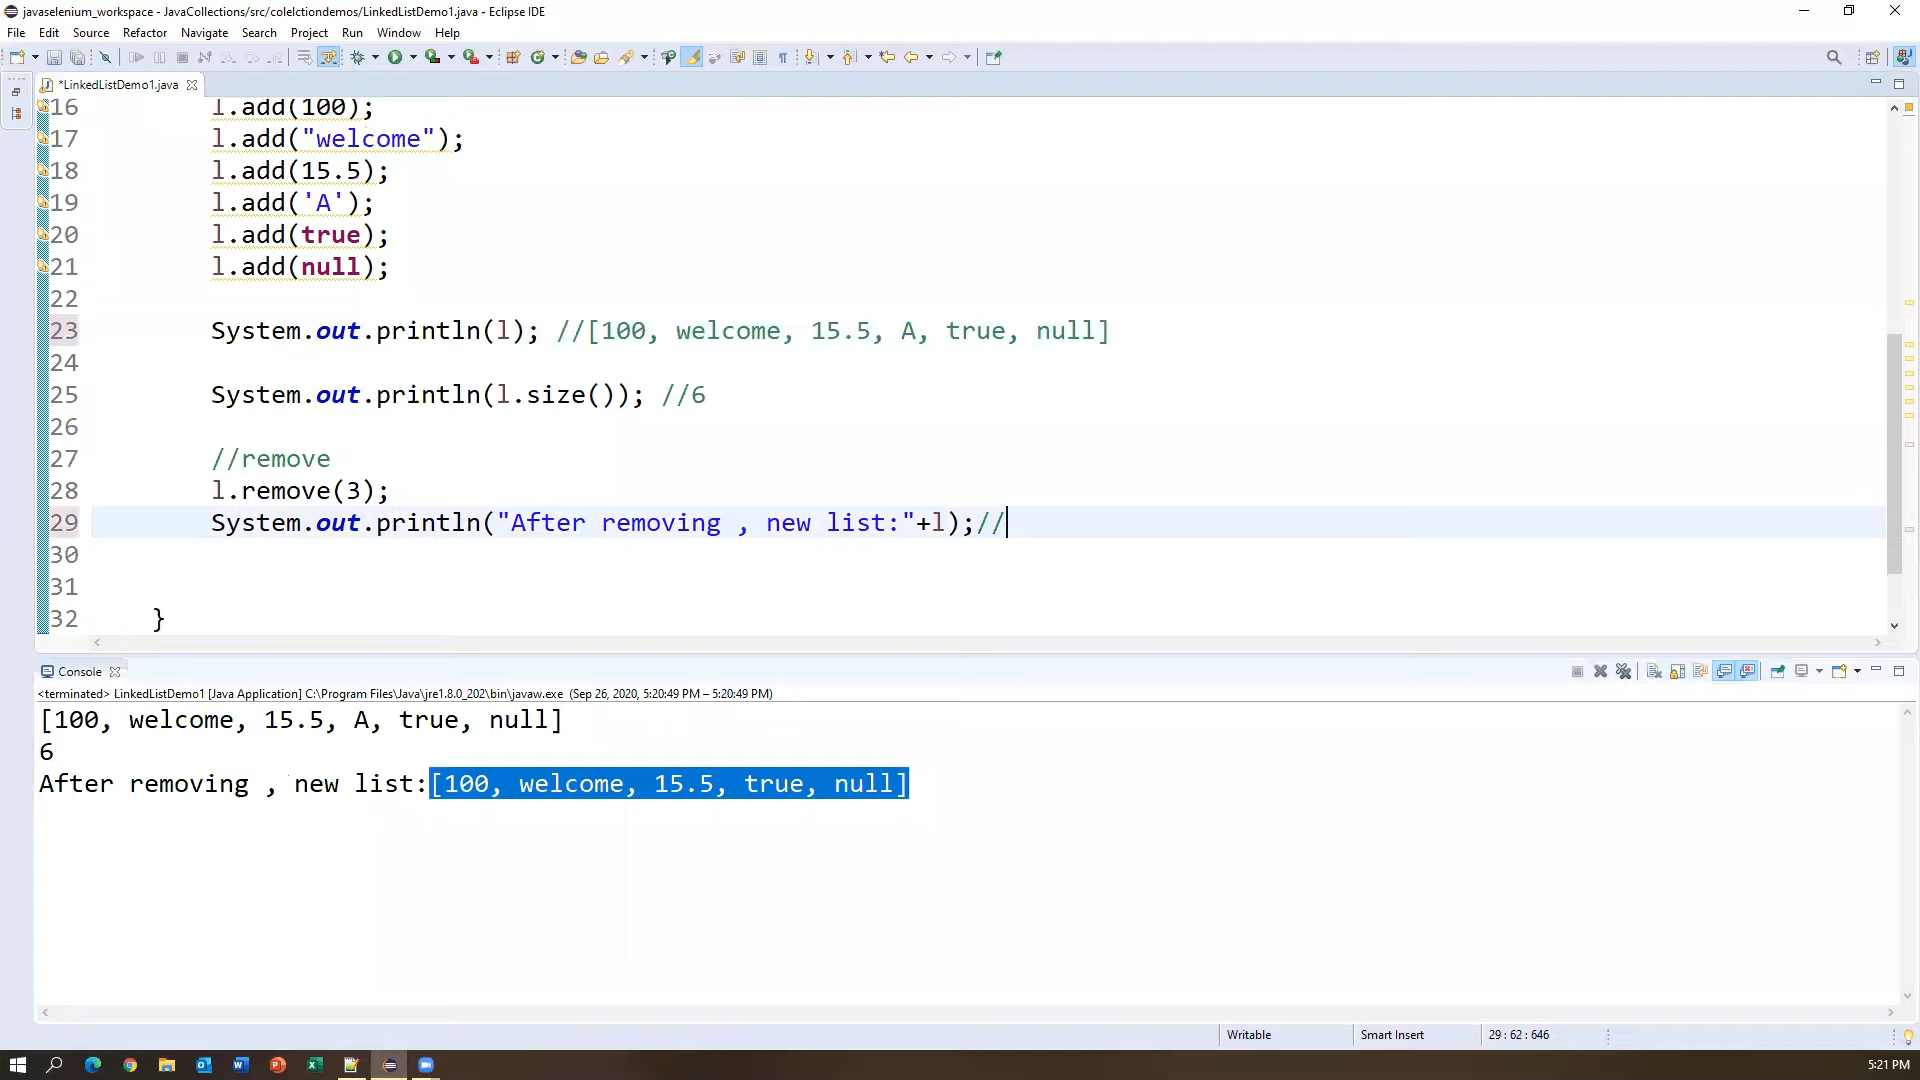 javaselenium_workspace - JavaCollections/src/colelctiondemos/LinkedListDemo1.java - Eclipse IDE
File Edit Source Refactor Navigate Search Project Run Window Help
*LinkedListDemo1.java
16 l.add(100);
17 l.add("welcome");
18 l.add(15.5);
19 l.add('A');
20 l.add(true);
21 l.add(null);
22
23 System.out.println(l); //[100, welcome, 15.5, A, true, null]
24
25 System.out.println(l.size()); //6
26
27 //remove
28 l.remove(3);
29 System.out.println("After removing , new list:"+l);//
30
31
32 }
Console
<terminated> LinkedListDemo1 [Java Application] C:\Program Files\Java\jre1.8.0_202\bin\javaw.exe (Sep 26, 2020, 5:20:49 PM – 5:20:49 PM)
[100, welcome, 15.5, A, true, null]
6
After removing , new list:[100, welcome, 15.5, true, null]
Writable Smart Insert 29 : 62 : 646
5:21 PM